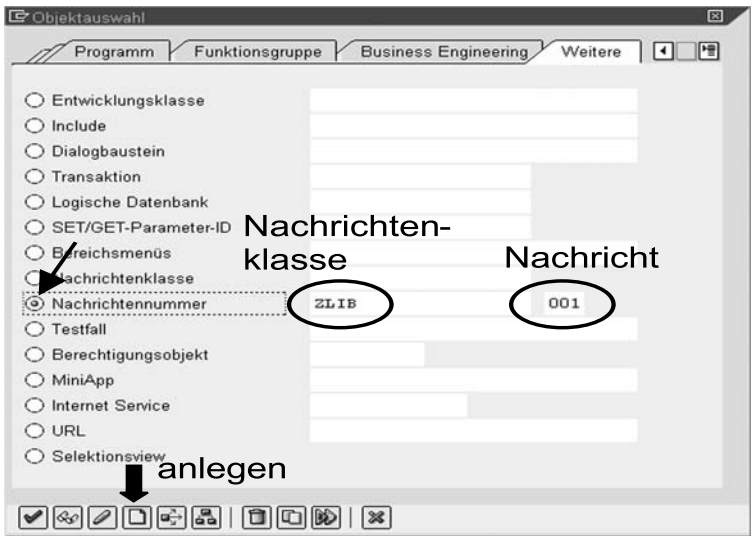 Objektauswahl
Programm Funktionsgruppe Business Engineering Weitere
Entwicklungsklasse
Include
Dialogbaustein
Transaktion
Logische Datenbank
SET/GET-Parameter-ID
Nachrichten-
klasse
Nachricht
Bereichsmenüs
Nachrichtenklasse
Nachrichtennummer ZLIB 001
Testfall
Berechtigungsobjekt
MiniApp
Internet Service
URL
Selektionsview
anlegen